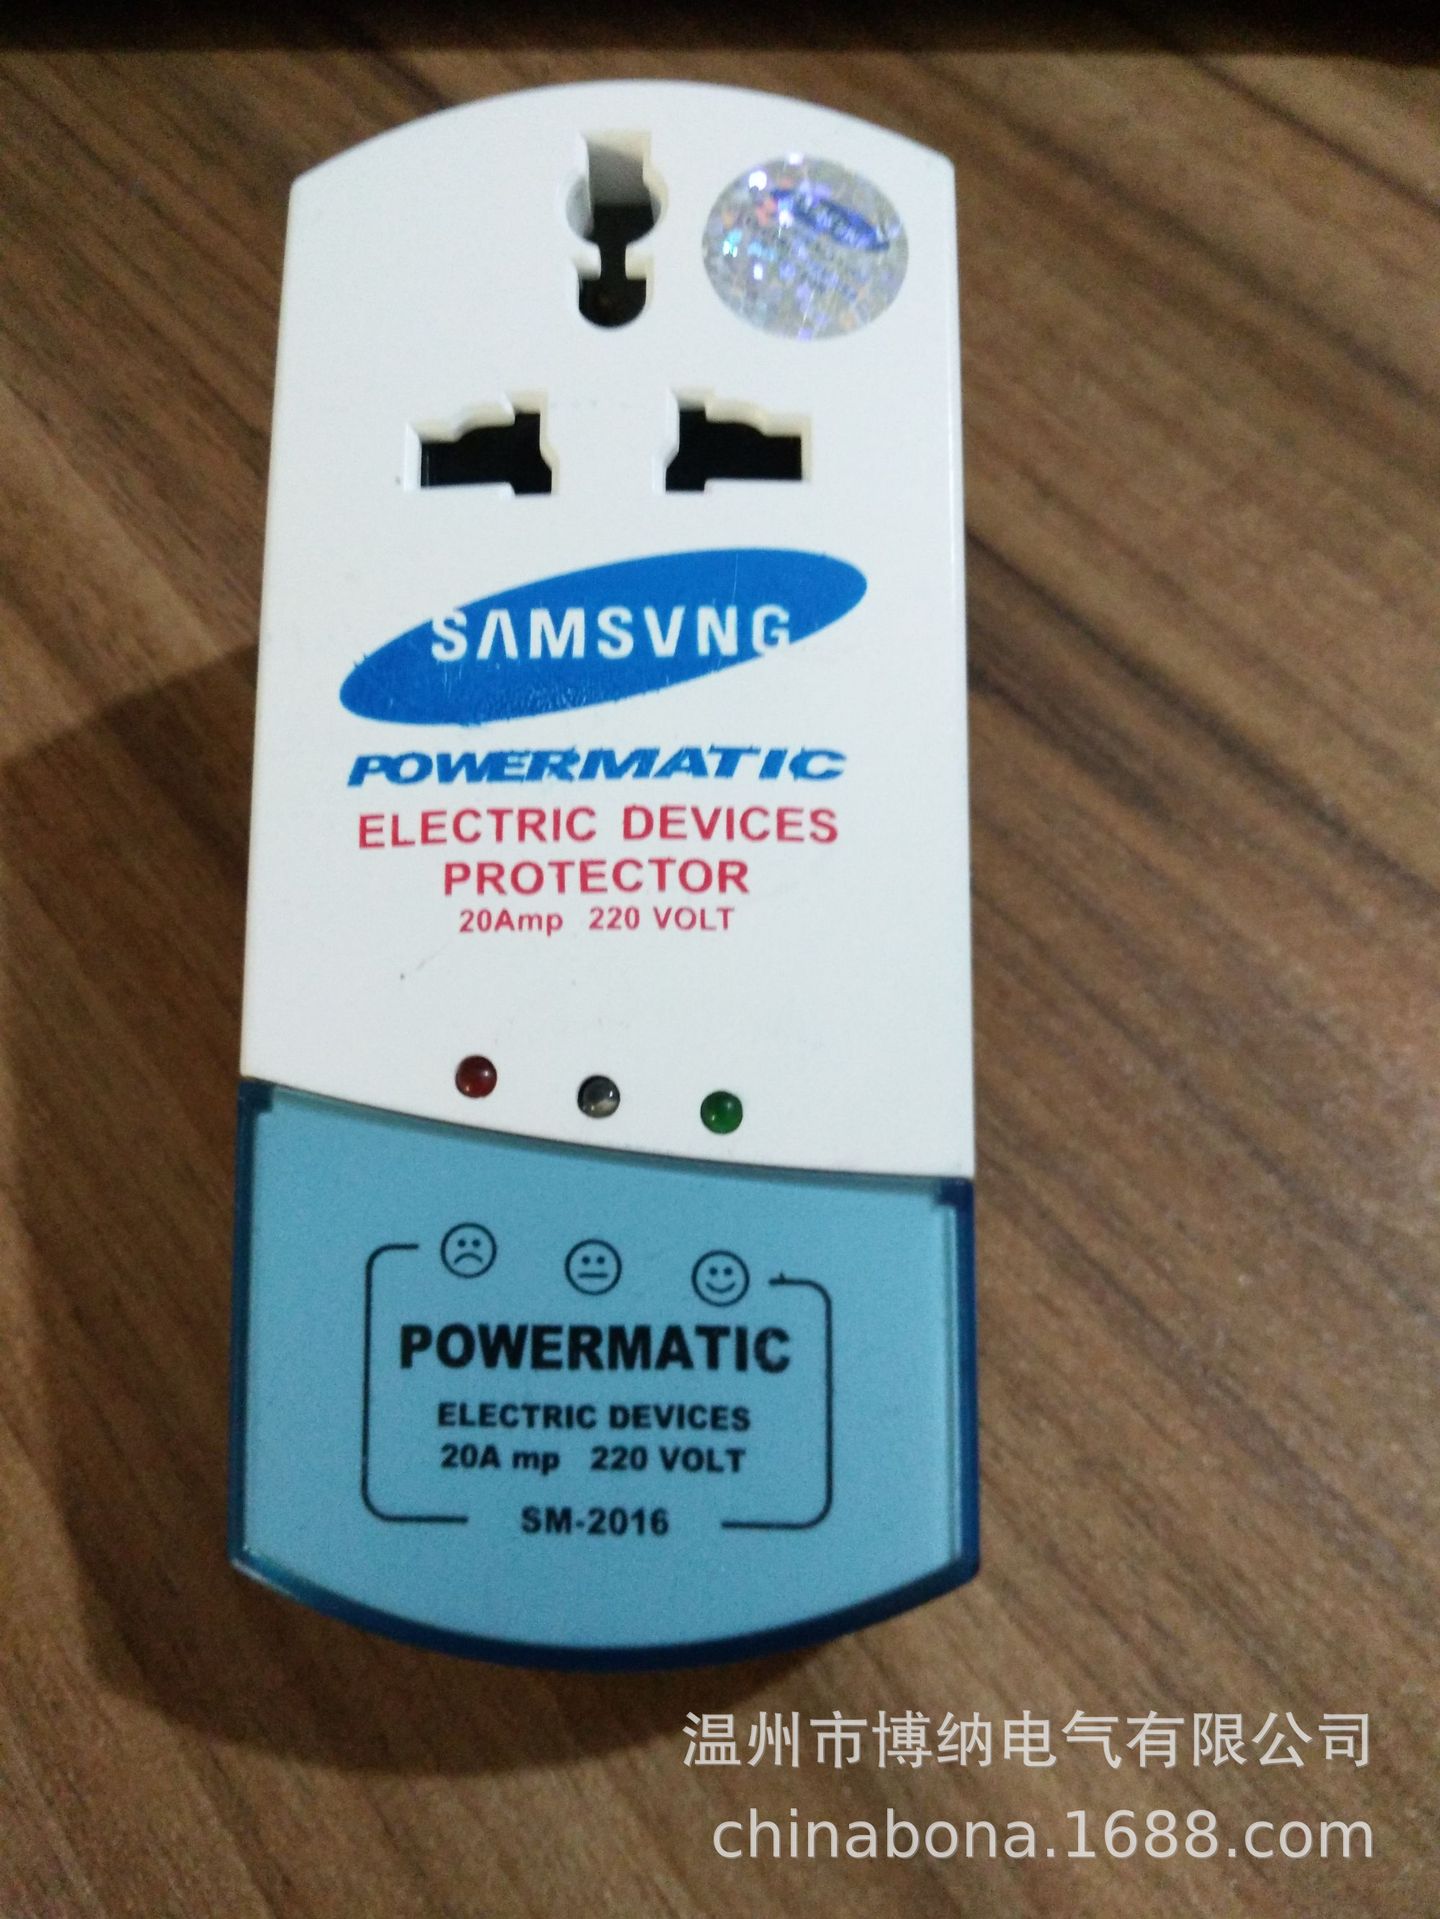 SAMSVNG
POWERMATIC
ELECTRIC DEVICES
PROTECTOR
20Amp 220 VOLT
POWERMATIC
ELECTRIC DEVICES
20A mp 220 VOLT
SM-2016
温州市博纳电气有限公司
chinabona.1688.com